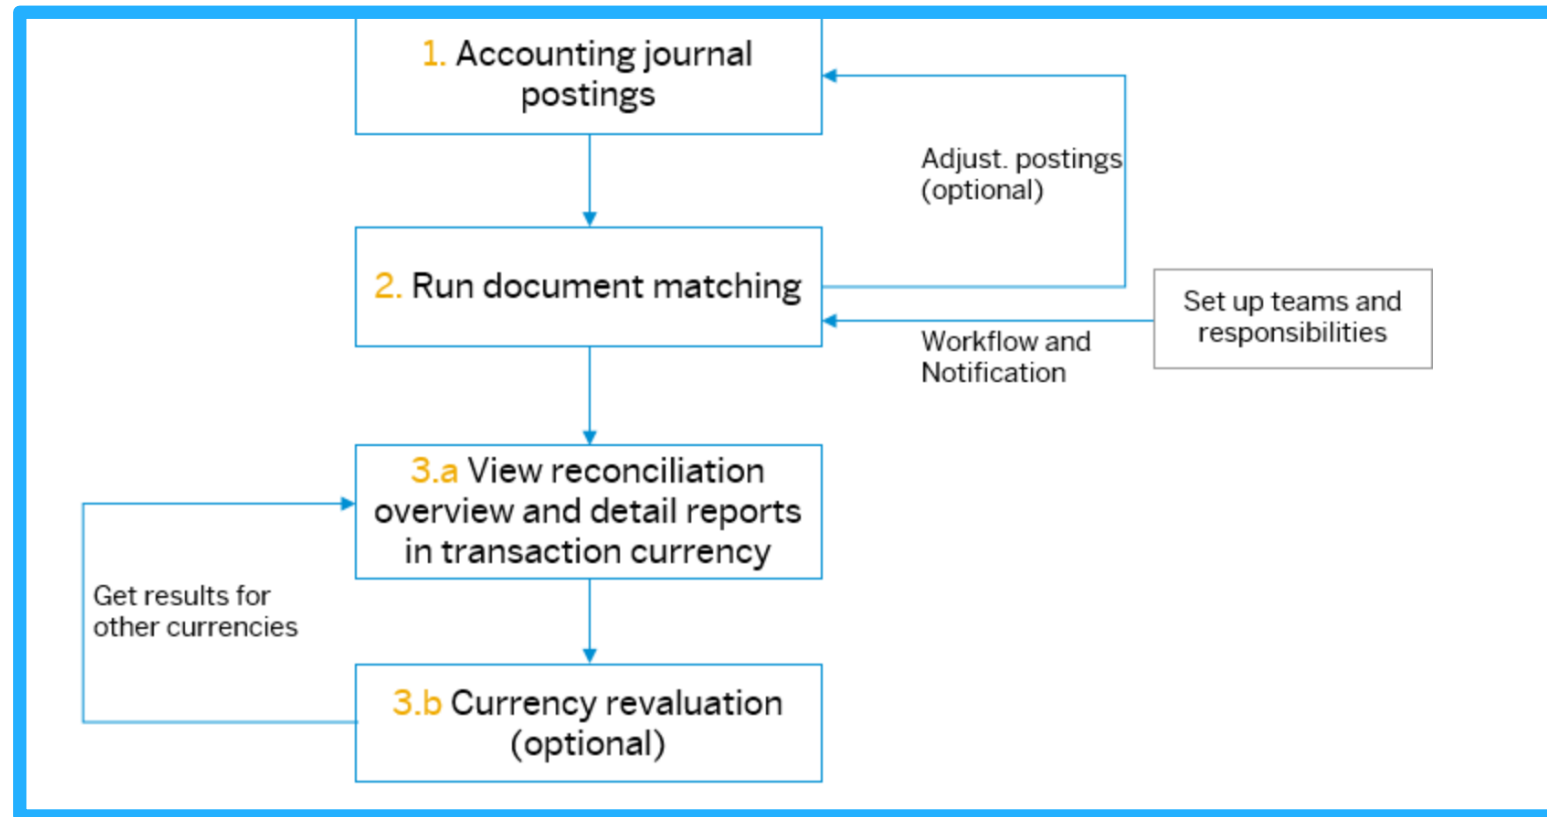 1. Accounting journal
postings
Adjust. postings
(optional)
2. Run document matching
Set up teams and
responsibilities
Workflow and
Notification
3.a View reconciliation
overview and detail reports
in transaction currency
Get results for
other currencies
3.b Currency revaluation
(optional)